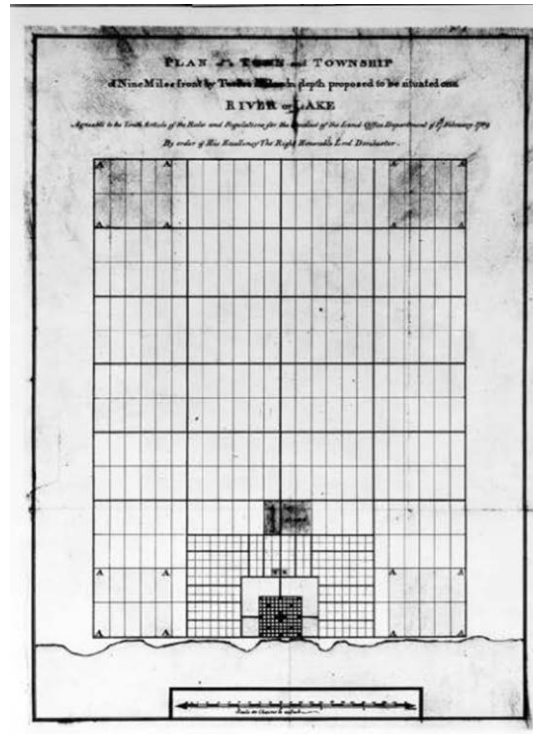 PLAN of a TOWN and TOWNSHIP
of Nine Miles front by Twelve Miles in depth proposed to be situated on a
RIVER or LAKE
Agreeable to the Tenth Article of the Rules and Regulations for the Conduct of the Land Office Department of 17th February 1789
By order of His Excellency The Right Honorable Lord Dorchester.
A A A A
A A A A
A A A A
A A A A
Scale